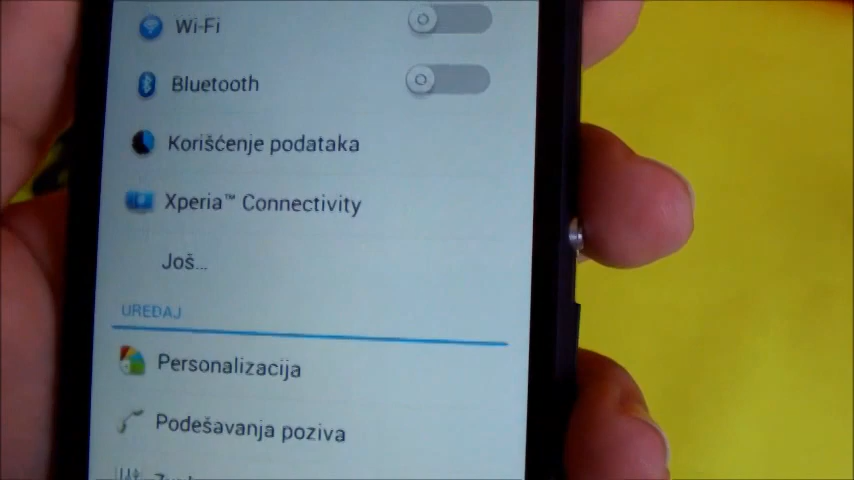 Wi-Fi
Bluetooth
Korišćenje podataka
Xperia™ Connectivity
Još...
UREĐAJ
Personalizacija
Podešavanja poziva